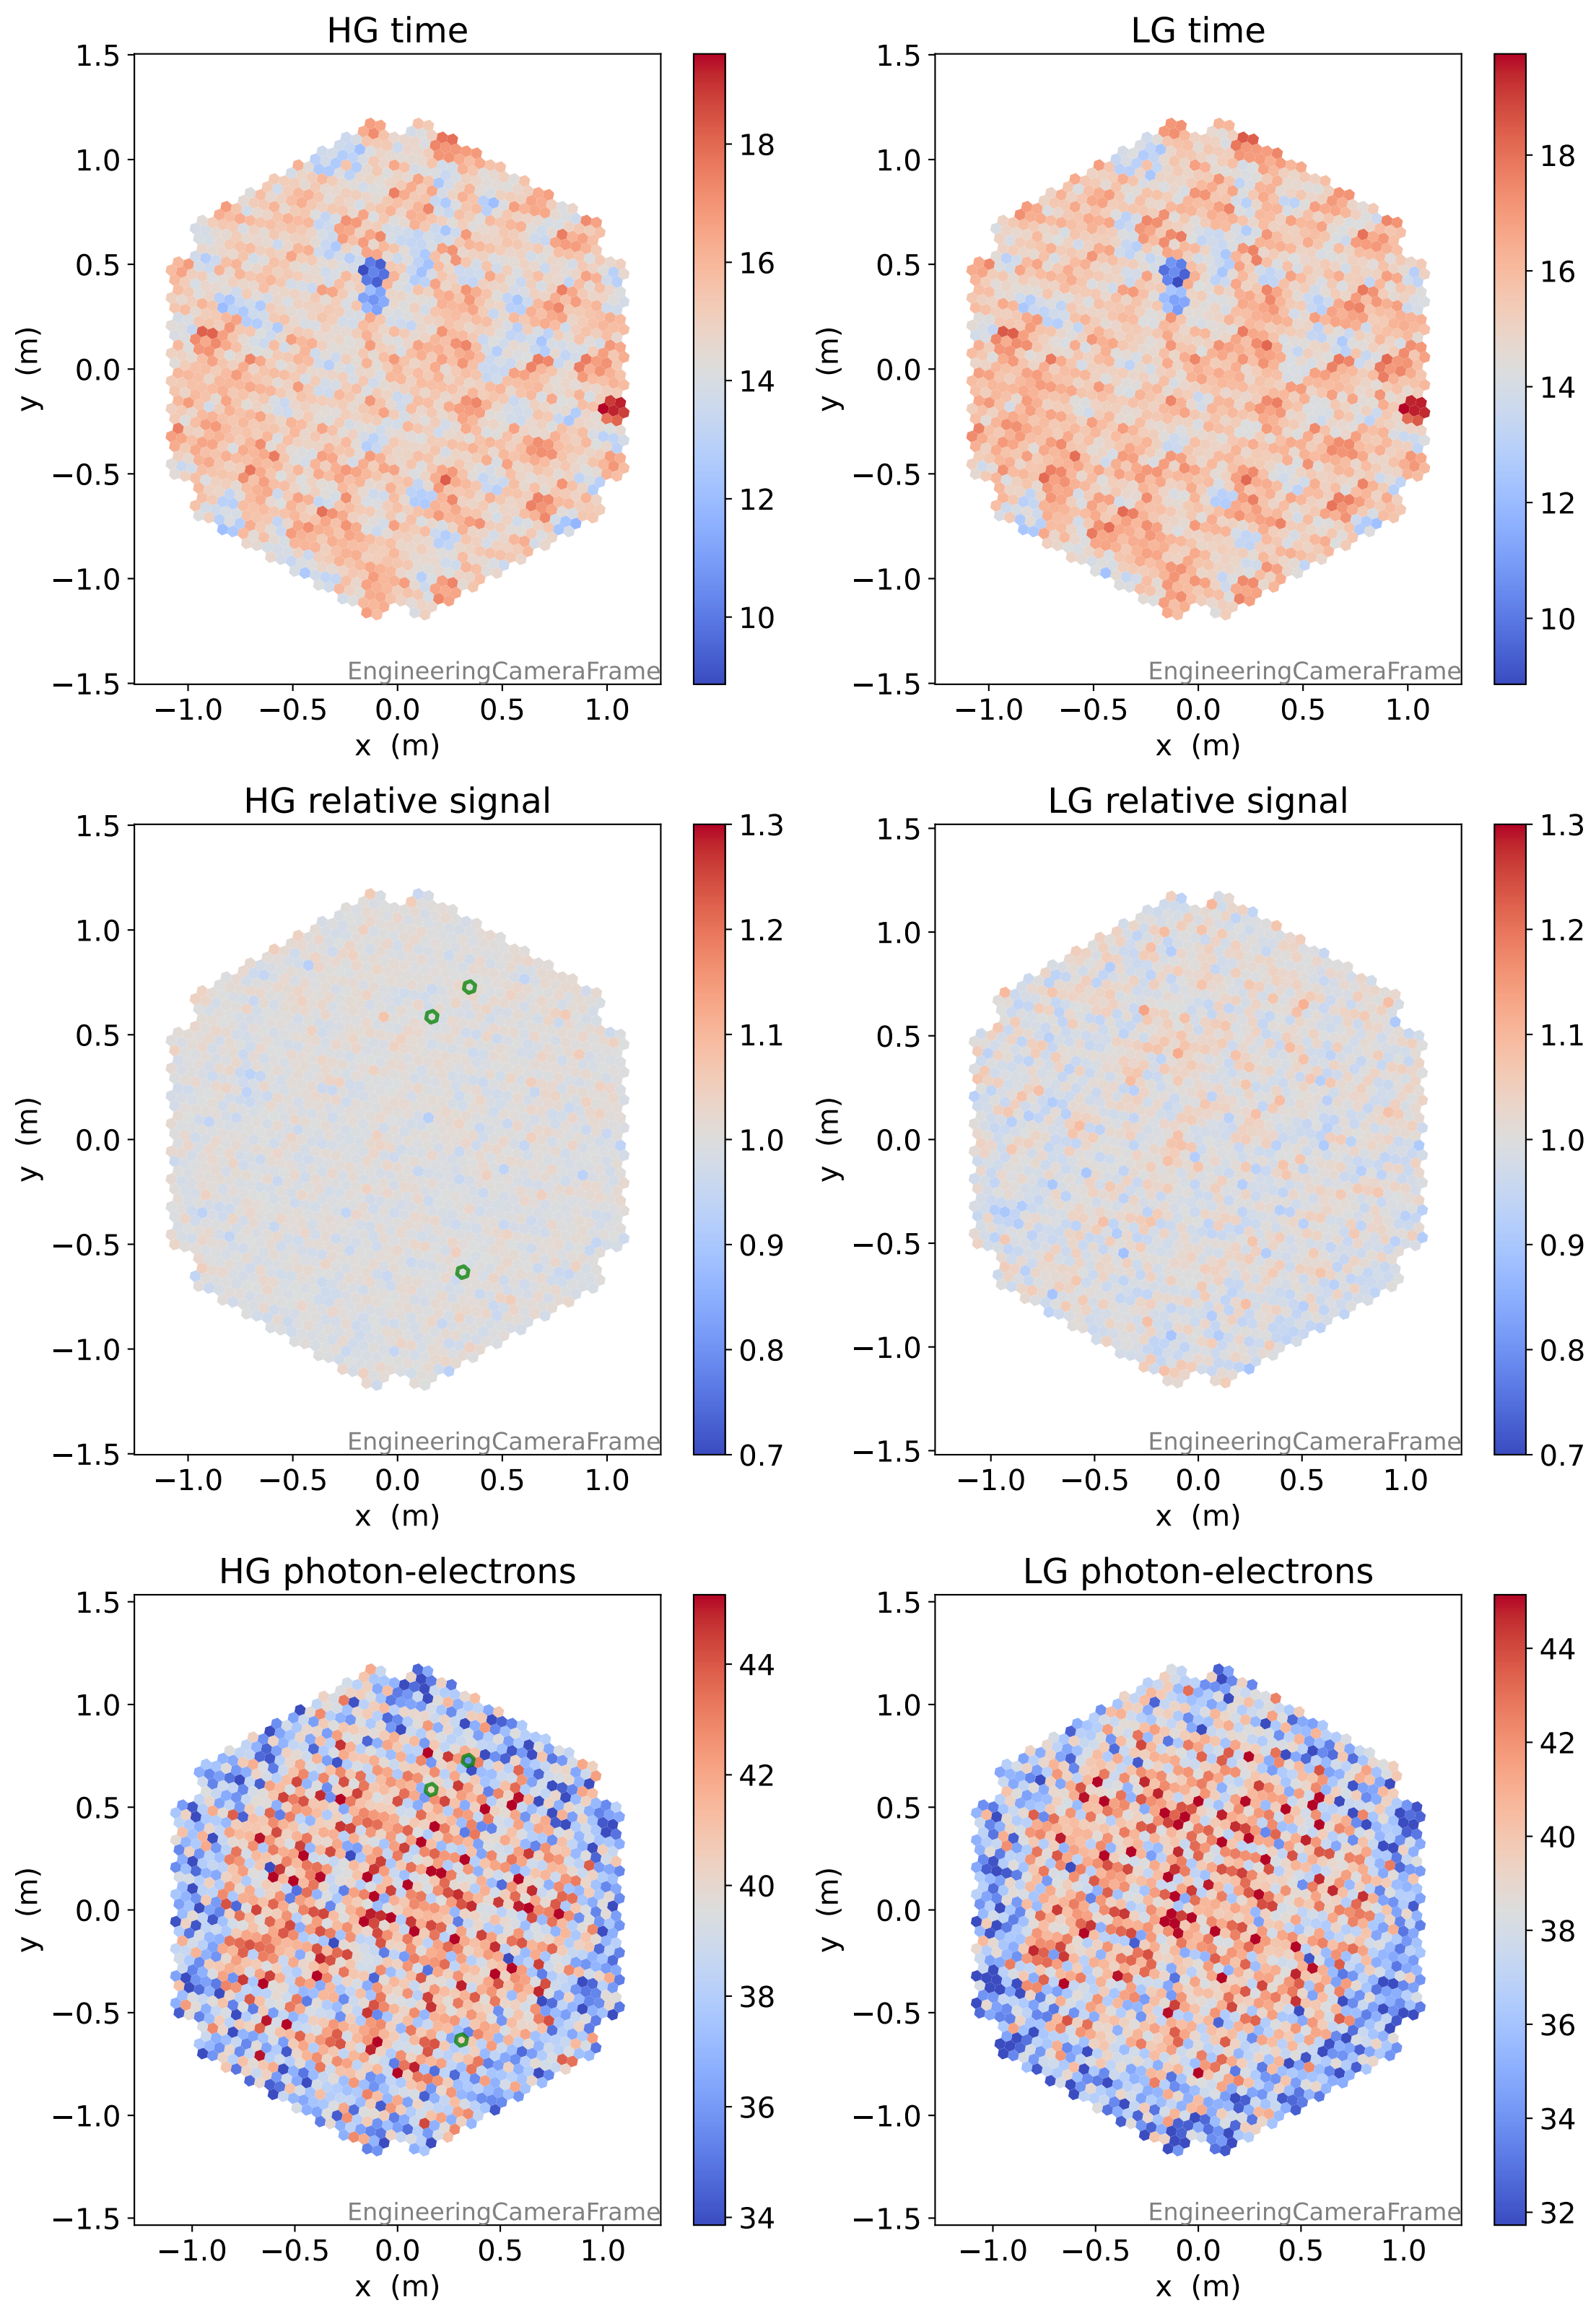 HG time
1.5
1.0
0.5
0.0
−0.5
−1.0
−1.5
y (m)
−1.0 −0.5 0.0 0.5 1.0
x (m)
EngineeringCameraFrame
18
16
14
12
10
LG time
1.5
1.0
0.5
0.0
−0.5
−1.0
−1.5
y (m)
−1.0 −0.5 0.0 0.5 1.0
x (m)
EngineeringCameraFrame
18
16
14
12
10
HG relative signal
1.5
1.0
0.5
0.0
−0.5
−1.0
−1.5
y (m)
−1.0 −0.5 0.0 0.5 1.0
x (m)
EngineeringCameraFrame
1.3
1.2
1.1
1.0
0.9
0.8
0.7
LG relative signal
1.5
1.0
0.5
0.0
−0.5
−1.0
−1.5
y (m)
−1.0 −0.5 0.0 0.5 1.0
x (m)
EngineeringCameraFrame
1.3
1.2
1.1
1.0
0.9
0.8
0.7
HG photon-electrons
1.5
1.0
0.5
0.0
−0.5
−1.0
−1.5
y (m)
−1.0 −0.5 0.0 0.5 1.0
x (m)
EngineeringCameraFrame
44
42
40
38
36
34
LG photon-electrons
1.5
1.0
0.5
0.0
−0.5
−1.0
−1.5
y (m)
−1.0 −0.5 0.0 0.5 1.0
x (m)
EngineeringCameraFrame
44
42
40
38
36
34
32